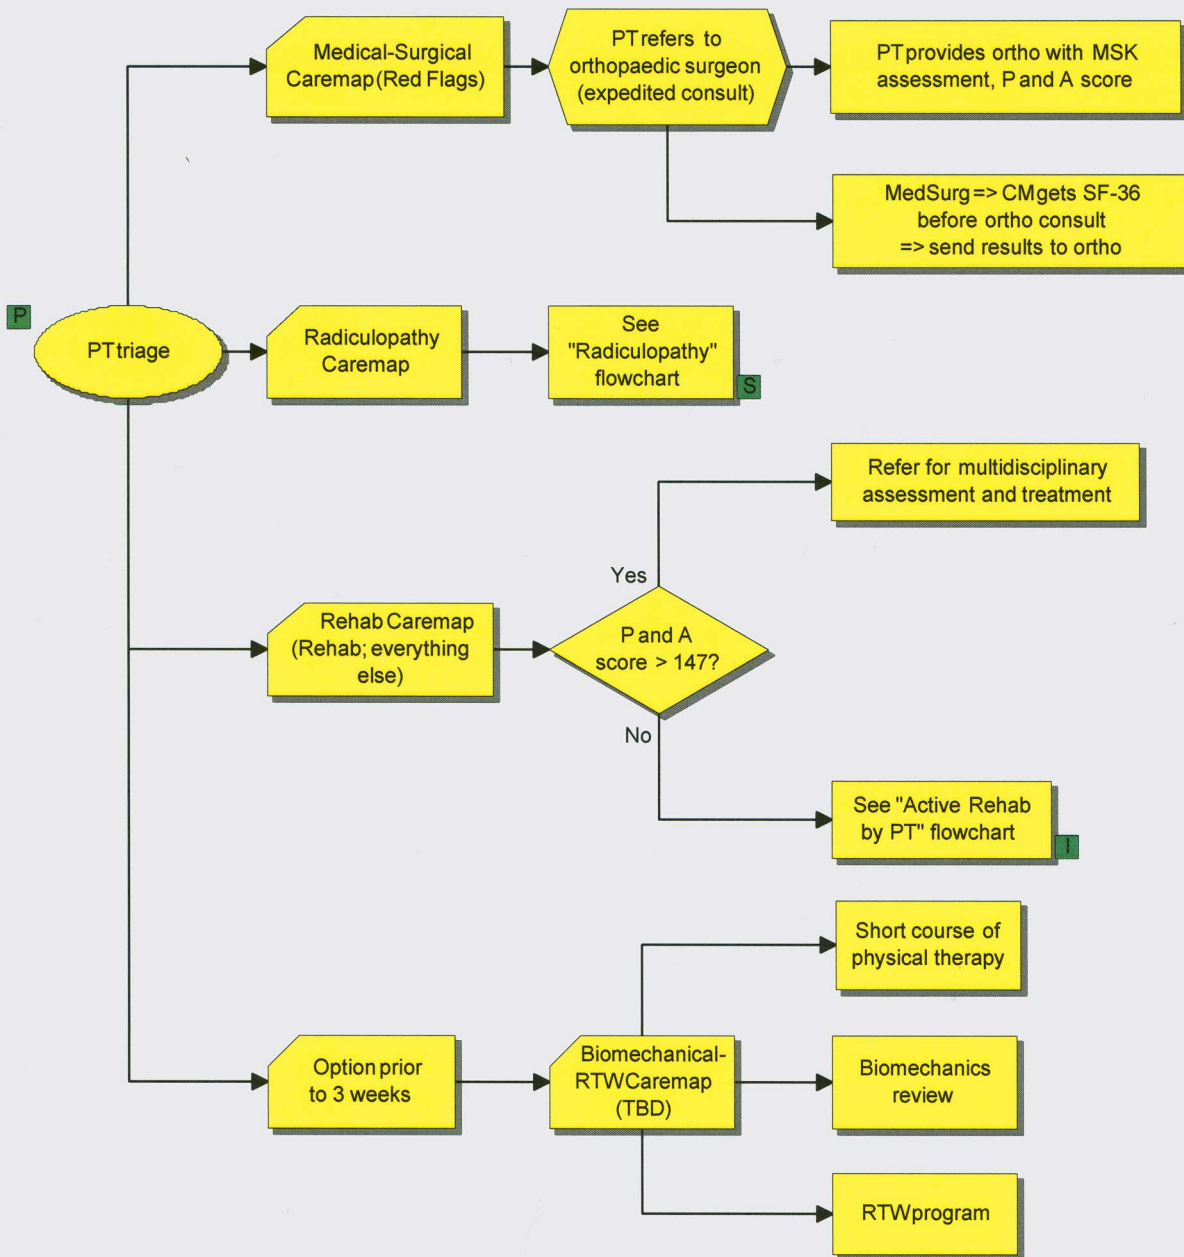 Medical-Surgical
Caremap (Red Flags)
PT refers to
orthopaedic surgeon
(expedited consult)
PT provides ortho with MSK
assessment, P and A score
MedSurg => CM gets SF-36
before ortho consult
=> send results to ortho
P
PT triage
Radiculopathy
Caremap
See
"Radiculopathy"
flowchart
S
Refer for multidisciplinary
assessment and treatment
Yes
Rehab Caremap
(Rehab; everything
else)
P and A
score > 147?
No
See "Active Rehab
by PT" flowchart
I
Short course of
physical therapy
Option prior
to 3 weeks
Biomechanical-
RTW Caremap
(TBD)
Biomechanics
review
RTW program